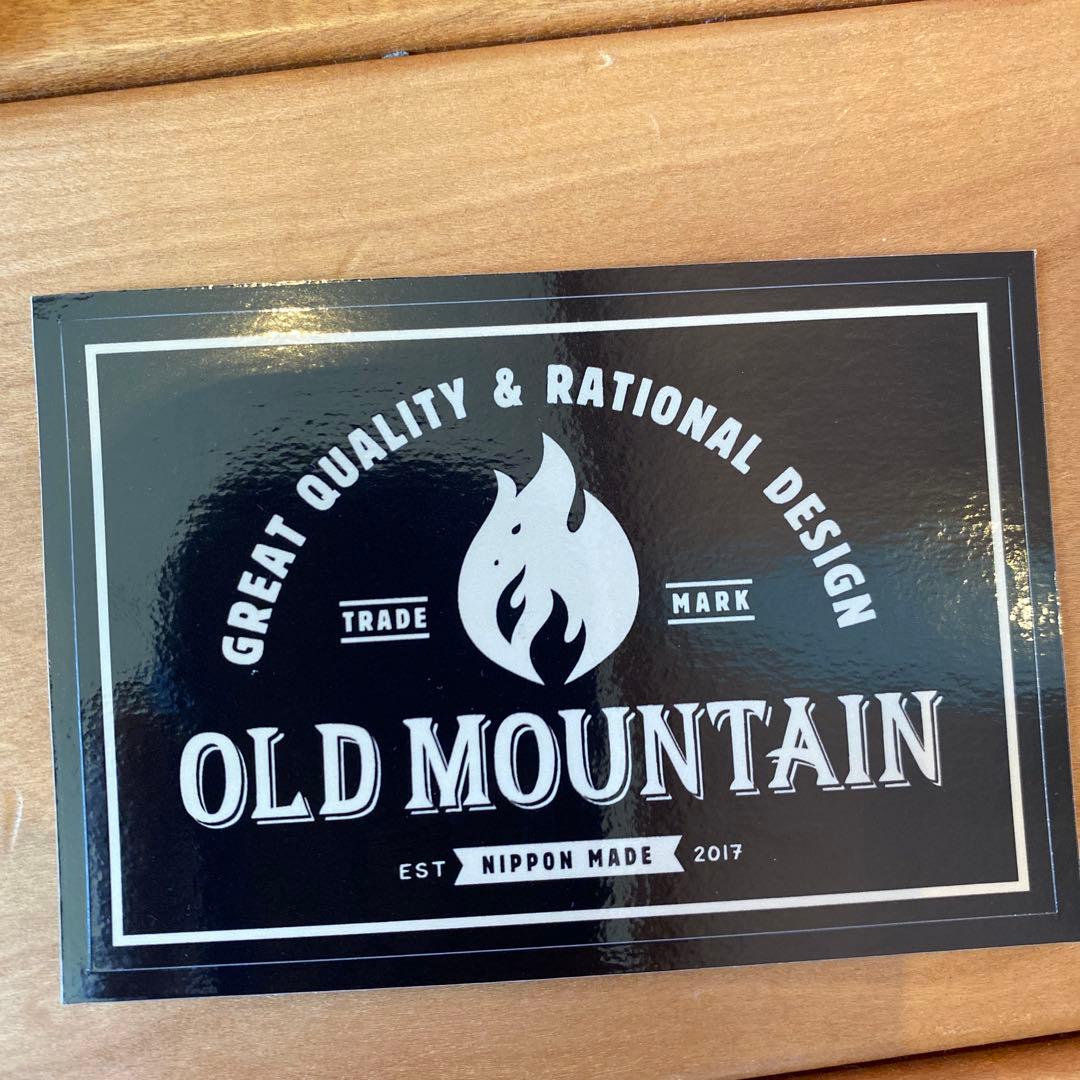 GREAT QUALITY & RATIONAL DESIGN
TRADE MARK
OLD MOUNTAIN
EST NIPPON MADE 2017